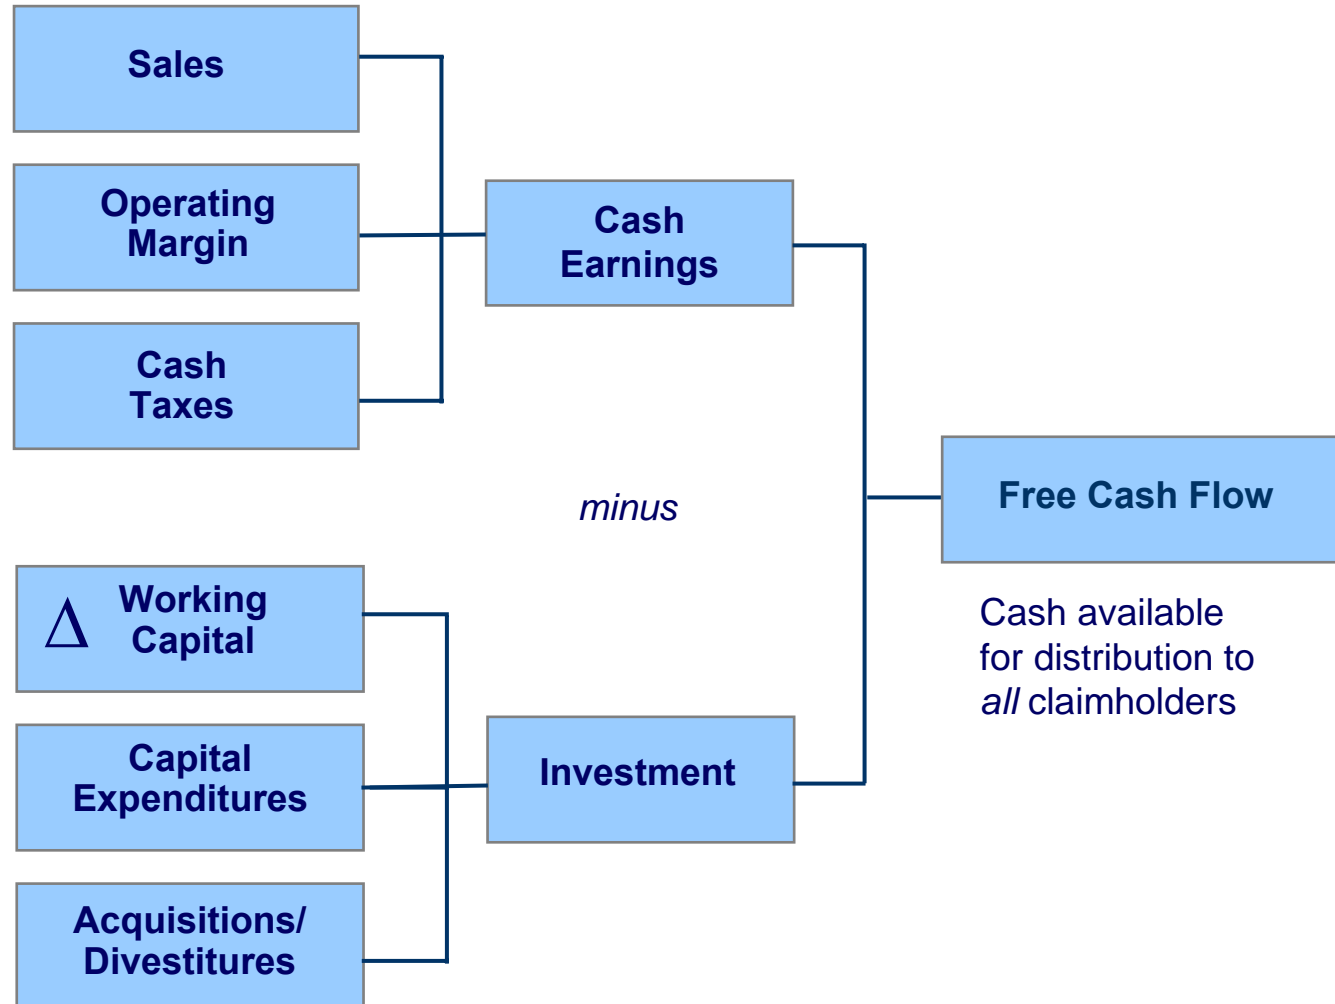 Sales
Operating
Margin
Cash
Taxes
Cash
Earnings
minus
Free Cash Flow
Cash available
for distribution to
all claimholders
Δ Working
Capital
Capital
Expenditures
Acquisitions/
Divestitures
Investment